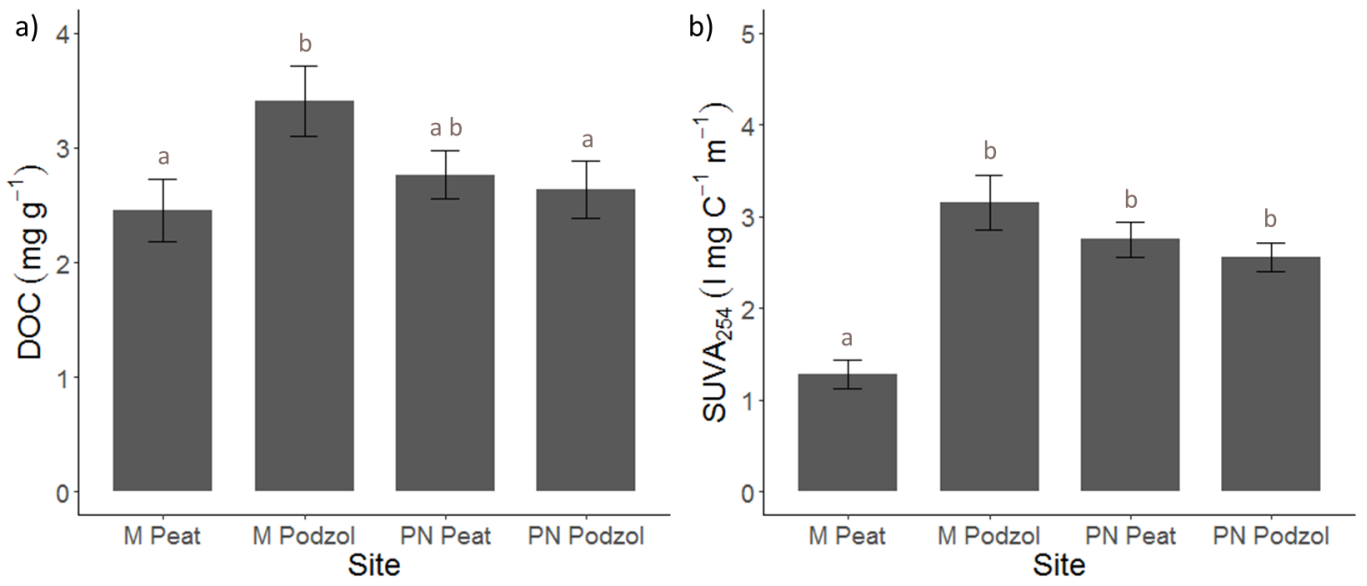 a)
DOC (mg g⁻¹)
4
3
2
1
0
a
b
a b
a
M Peat M Podzol PN Peat PN Podzol
Site
b)
SUVA₂₅₄ (l mg C⁻¹ m⁻¹)
5
4
3
2
1
0
a
b
b
b
M Peat M Podzol PN Peat PN Podzol
Site